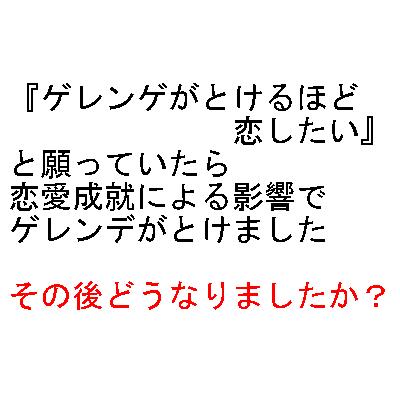 『ゲレンゲがとけるほど
恋したい』
と願っていたら
恋愛成就による影響で
ゲレンデがとけました
その後どうなりましたか？